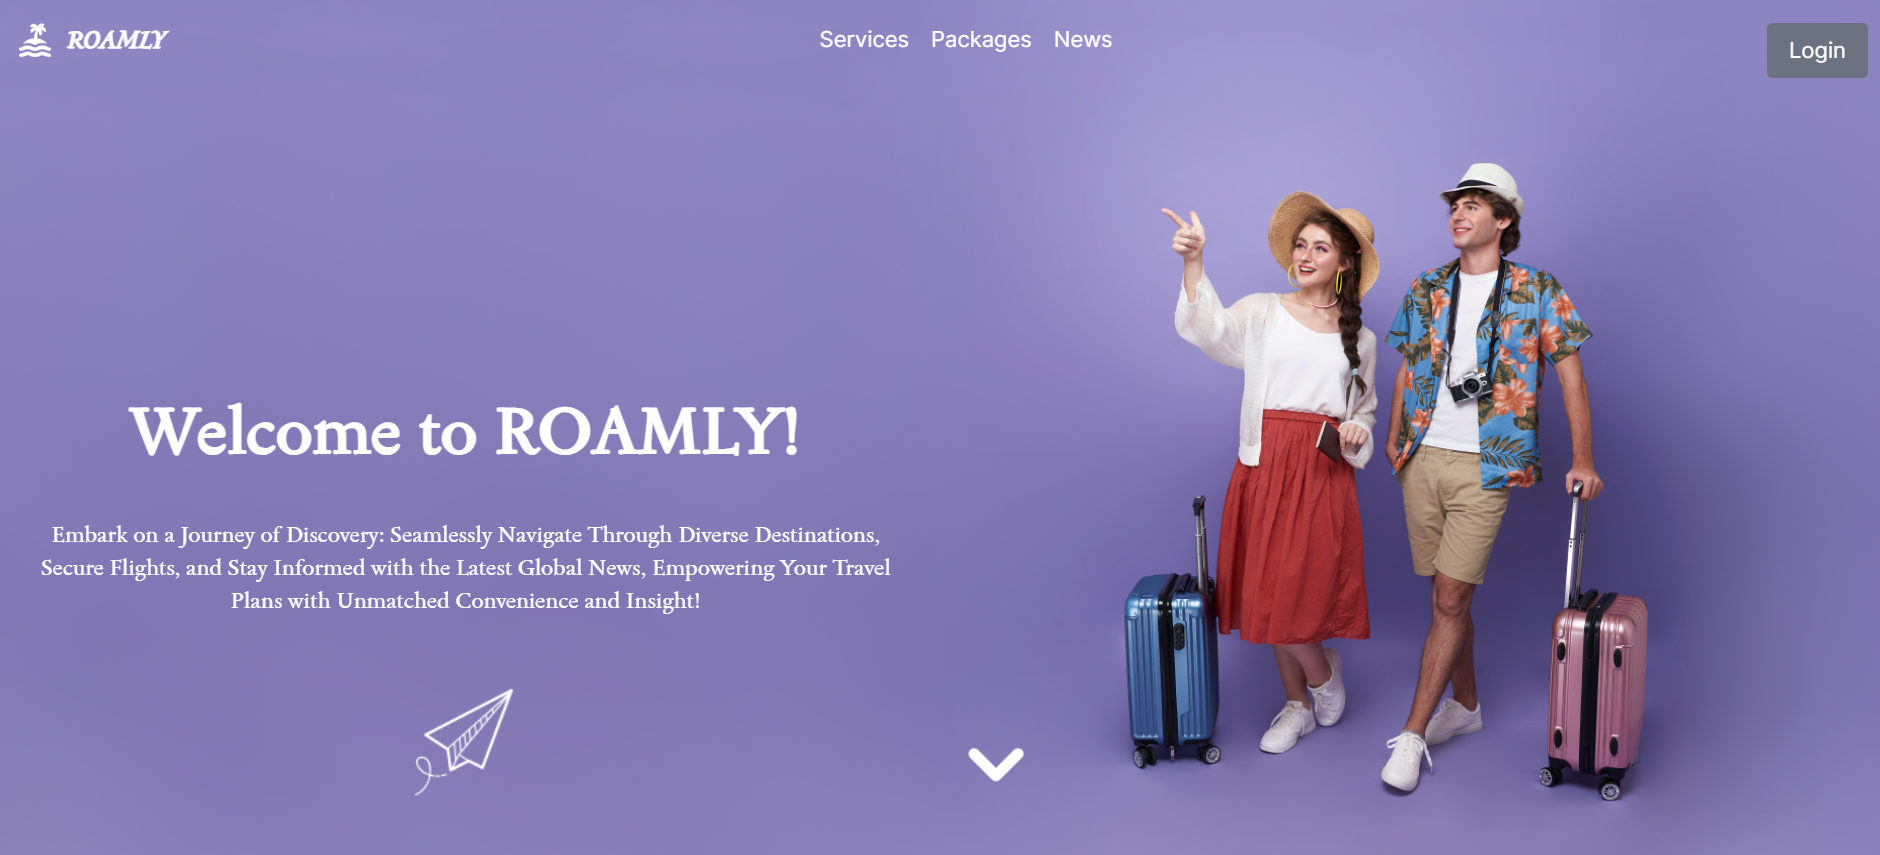 ROAMLY
Services Packages News
Login
Welcome to ROAMLY!
Embark on a Journey of Discovery: Seamlessly Navigate Through Diverse Destinations,
Secure Flights, and Stay Informed with the Latest Global News, Empowering Your Travel
Plans with Unmatched Convenience and Insight!